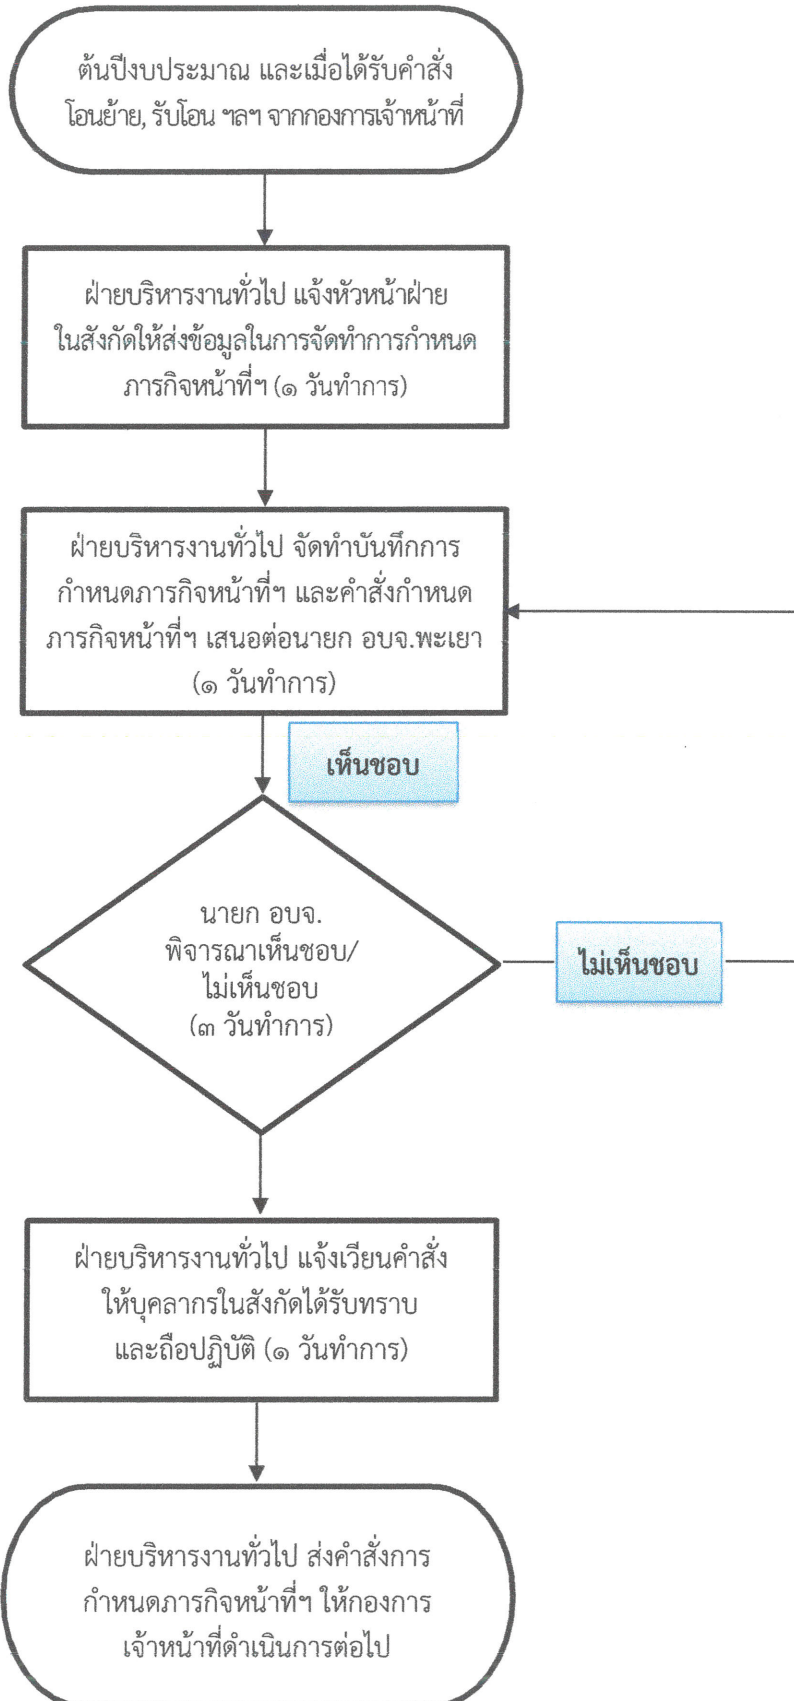 ต้นปีงบประมาณ และเมื่อได้รับคำสั่ง
โอนย้าย, รับโอน ฯลฯ จากกองการเจ้าหน้าที่
ฝ่ายบริหารงานทั่วไป แจ้งหัวหน้าฝ่าย
ในสังกัดให้ส่งข้อมูลในการจัดทำการกำหนด
ภารกิจหน้าที่ฯ (๑ วันทำการ)
ฝ่ายบริหารงานทั่วไป จัดทำบันทึกการ
กำหนดภารกิจหน้าที่ฯ และคำสั่งกำหนด
ภารกิจหน้าที่ฯ เสนอต่อนายก อบจ.พะเยา
(๑ วันทำการ)
เห็นชอบ
นายก อบจ.
พิจารณาเห็นชอบ/
ไม่เห็นชอบ
(๓ วันทำการ)
ไม่เห็นชอบ
ฝ่ายบริหารงานทั่วไป แจ้งเวียนคำสั่ง
ให้บุคลากรในสังกัดได้รับทราบ
และถือปฏิบัติ (๑ วันทำการ)
ฝ่ายบริหารงานทั่วไป ส่งคำสั่งการ
กำหนดภารกิจหน้าที่ฯ ให้กองการ
เจ้าหน้าที่ดำเนินการต่อไป